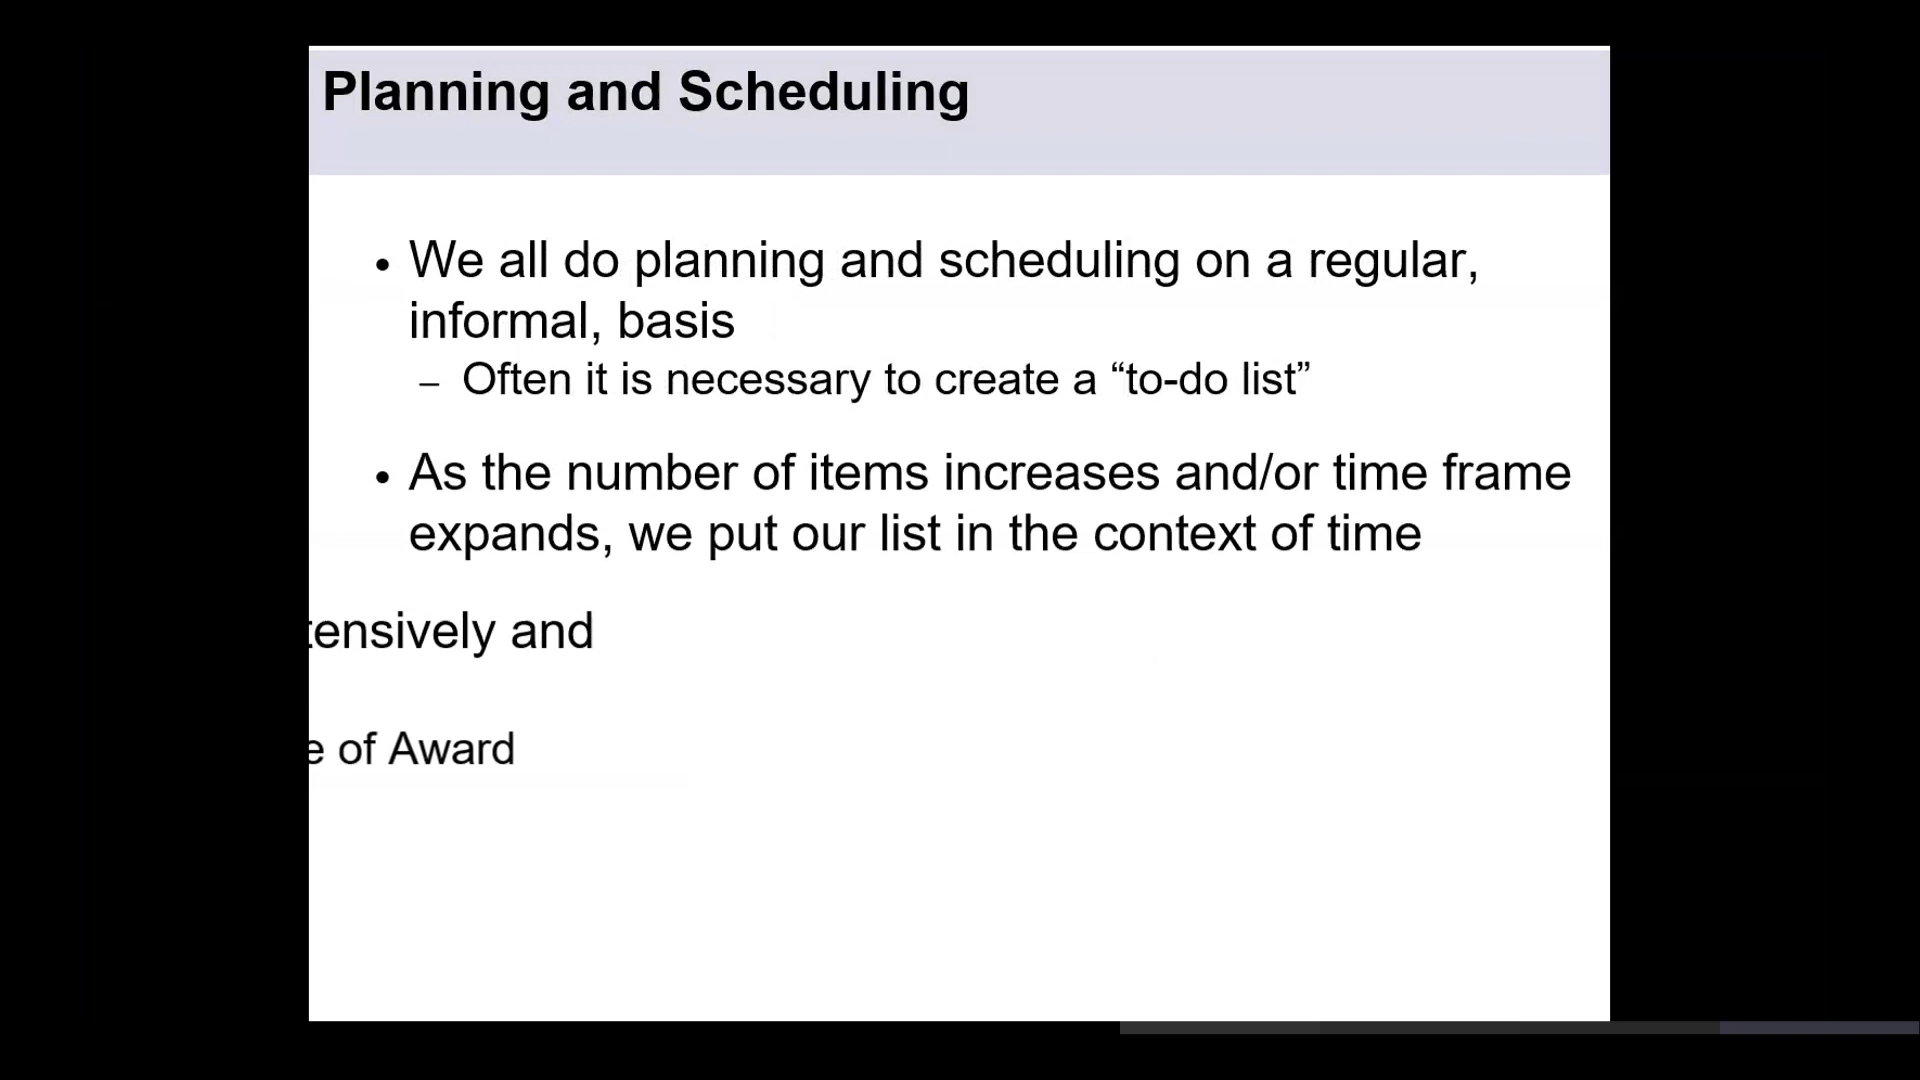 Planning and Scheduling
• We all do planning and scheduling on a regular,
informal, basis
– Often it is necessary to create a “to-do list”
• As the number of items increases and/or time frame
expands, we put our list in the context of time
tensively and
e of Award